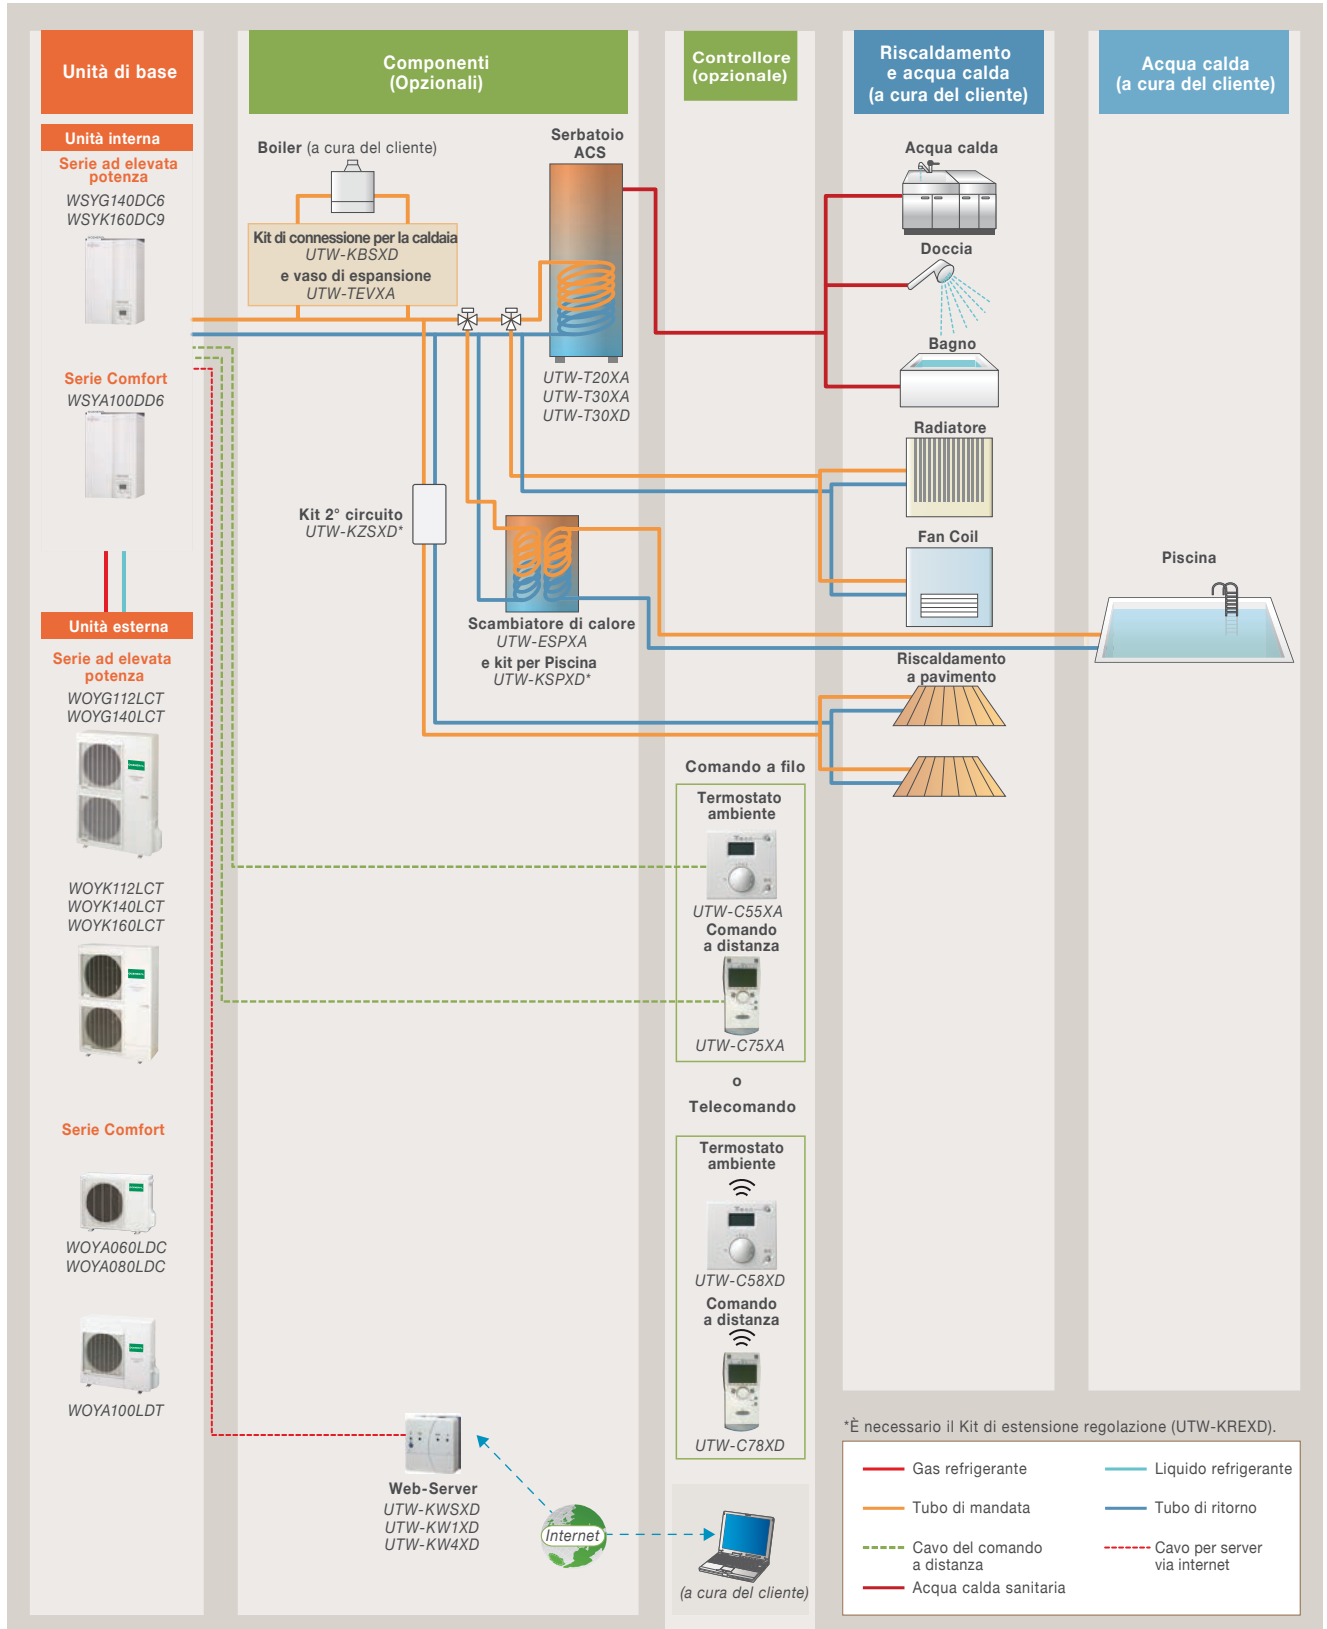 Unità di base
Componenti
(Opzionali)
Controllore
(opzionale)
Riscaldamento
e acqua calda
(a cura del cliente)
Acqua calda
(a cura del cliente)
Unità interna
Serie ad elevata
potenza
WSYG140DC6
WSYK160DC9
Serie Comfort
WSYA100DD6
Unità esterna
Serie ad elevata
potenza
WOYG112LCT
WOYG140LCT
WOYK112LCT
WOYK140LCT
WOYK160LCT
Serie Comfort
WOYA060LDC
WOYA080LDC
WOYA100LDT
Boiler (a cura del cliente)
Kit di connessione per la caldaia
UTW-KBSXD
e vaso di espansione
UTW-TEVXA
Serbatoio
ACS
UTW-T20XA
UTW-T30XA
UTW-T30XD
Kit 2° circuito
UTW-KZSXD*
Scambiatore di calore
UTW-ESPXA
e kit per Piscina
UTW-KSPXD*
Web-Server
UTW-KWSXD
UTW-KW1XD
UTW-KW4XD
Internet
Comando a filo
Termostato
ambiente
UTW-C55XA
Comando
a distanza
UTW-C75XA
o
Telecomando
Termostato
ambiente
UTW-C58XD
Comando
a distanza
UTW-C78XD
(a cura del cliente)
Acqua calda
Doccia
Bagno
Radiatore
Fan Coil
Riscaldamento
a pavimento
Piscina
*È necessario il Kit di estensione regolazione (UTW-KREXD).
Gas refrigerante
Liquido refrigerante
Tubo di mandata
Tubo di ritorno
Cavo del comando
a distanza
Cavo per server
via internet
Acqua calda sanitaria